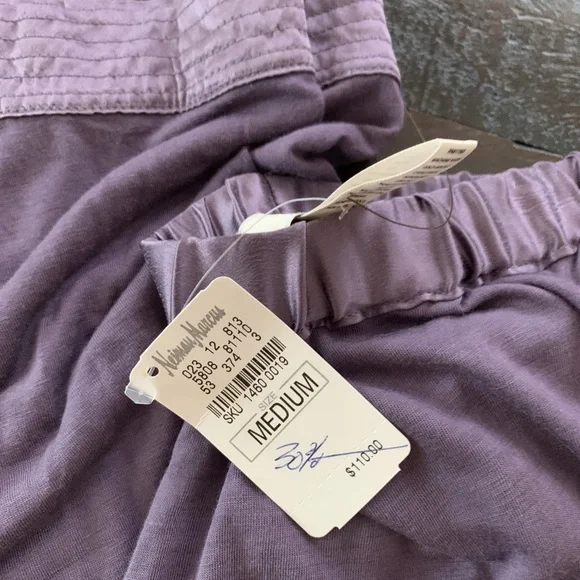 Neiman Marcus
023 12 813
5808 81110
53 374 3
SKU 1460 0019
SIZE
MEDIUM
$110.00